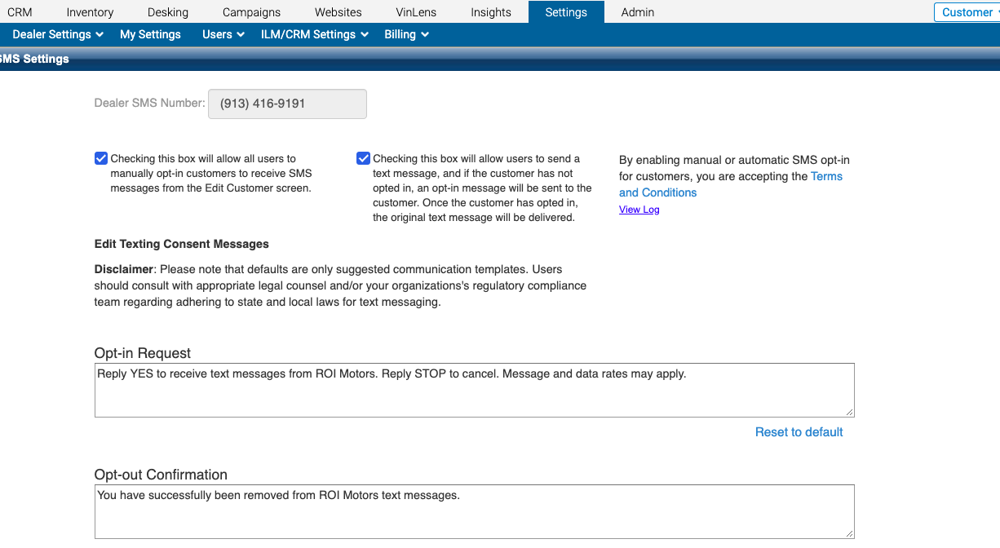 CRM Inventory Desking Campaigns Websites VinLens Insights Settings Admin Customer
Dealer Settings My Settings Users ILM/CRM Settings Billing
SMS Settings
Dealer SMS Number: (913) 416-9191
Checking this box will allow all users to
manually opt-in customers to receive SMS
messages from the Edit Customer screen.
Checking this box will allow users to send a
text message, and if the customer has not
opted in, an opt-in message will be sent to the
customer. Once the customer has opted in,
the original text message will be delivered.
By enabling manual or automatic SMS opt-in
for customers, you are accepting the Terms
and Conditions
View Log
Edit Texting Consent Messages
Disclaimer: Please note that defaults are only suggested communication templates. Users
should consult with appropriate legal counsel and/or your organizations's regulatory compliance
team regarding adhering to state and local laws for text messaging.
Opt-in Request
Reply YES to receive text messages from ROI Motors. Reply STOP to cancel. Message and data rates may apply.
Reset to default
Opt-out Confirmation
You have successfully been removed from ROI Motors text messages.